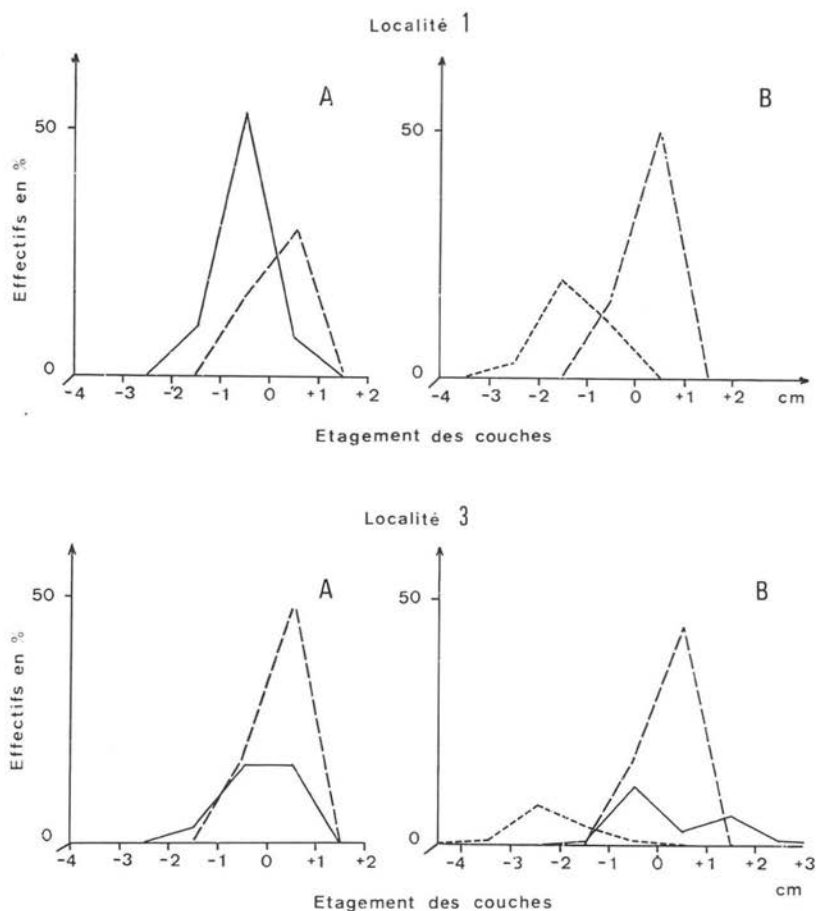 Localité 1
A
B
50
50
Effectifs en %
0
0
-4 -3 -2 -1 0 +1 +2
-4 -3 -2 -1 0 +1 +2 cm
Etagement des couches
Localité 3
A
B
50
50
Effectifs en %
0
0
-4 -3 -2 -1 0 +1 +2
-4 -3 -2 -1 0 +1 +2 +3
cm
Etagement des couches